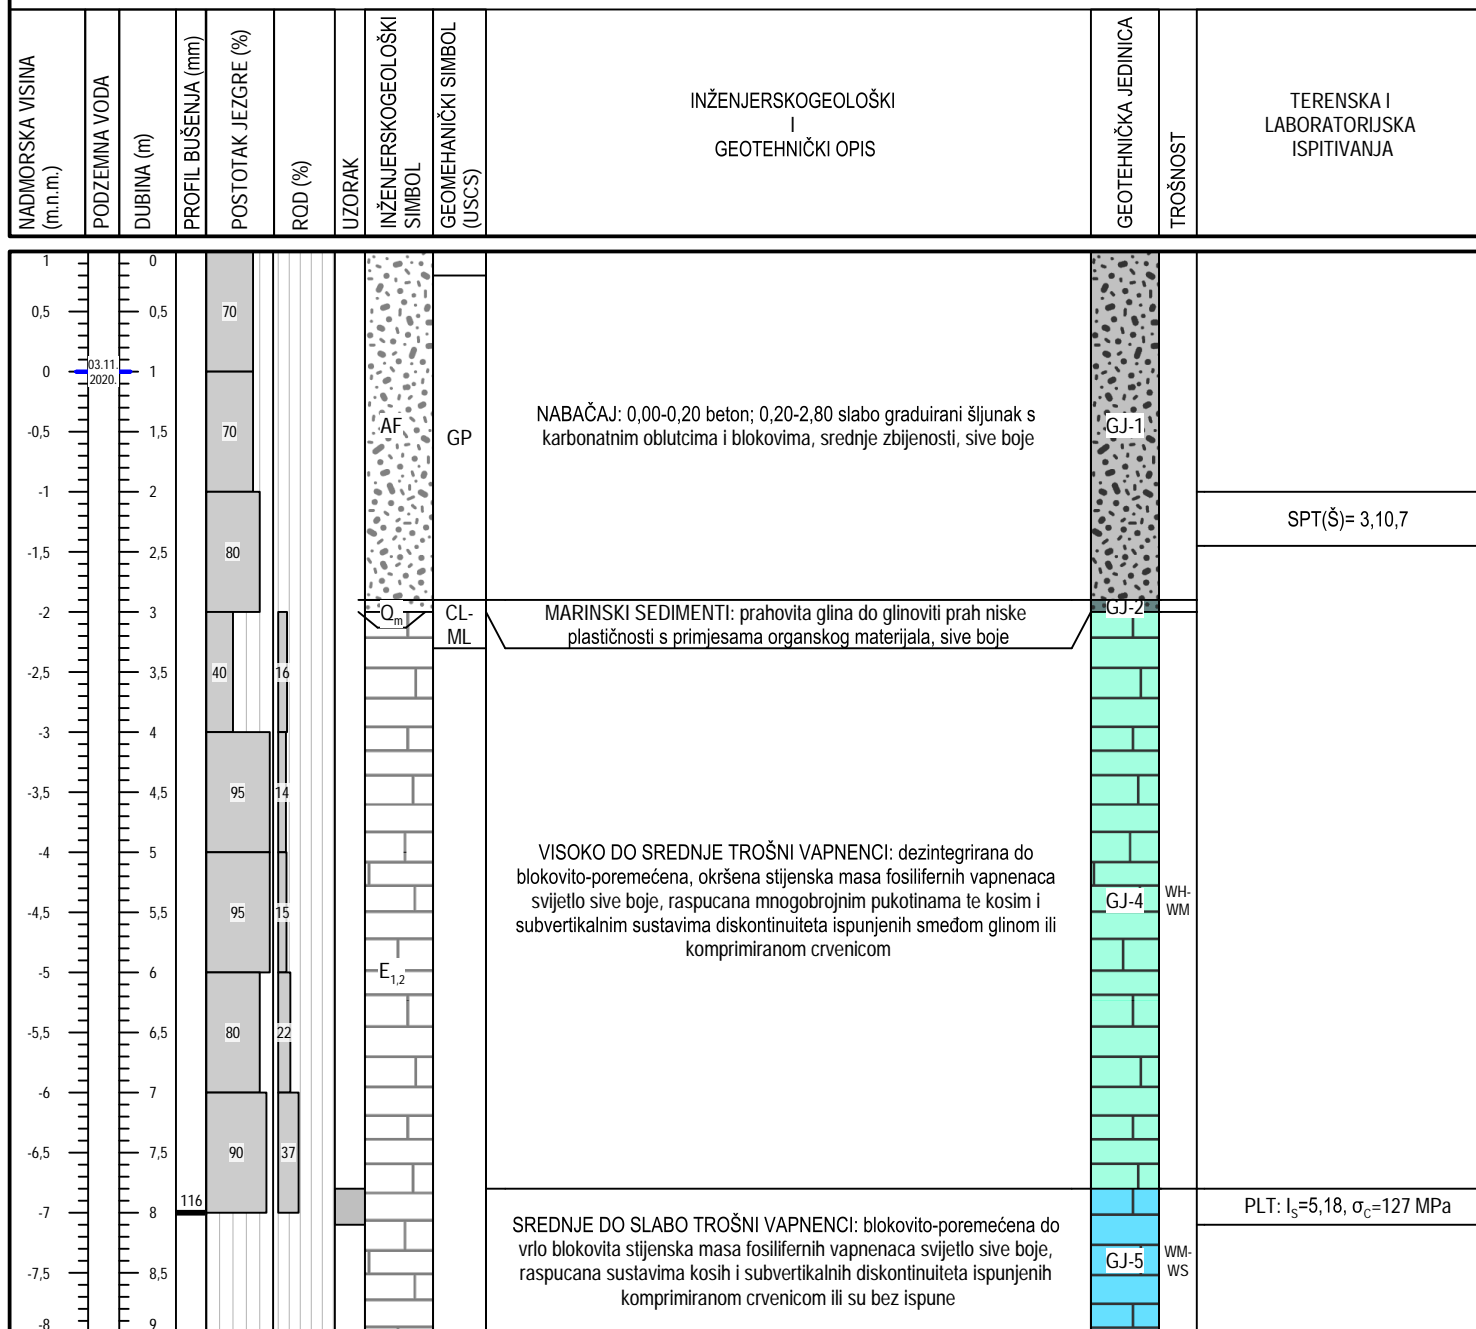 NADMORSKA VISINA
(m.n.m.)
PODZEMNA VODA
DUBINA (m)
PROFIL BUŠENJA (mm)
POSTOTAK JEZGRE (%)
RQD (%)
UZORAK
INŽENJERSKOGEOLOŠKI
SIMBOL
GEOMEHANIČKI SIMBOL
(USCS)
INŽENJERSKOGEOLOŠKI
I
GEOTEHNIČKI OPIS
GEOTEHNIČKA JEDINICA
TROŠNOST
TERENSKA I
LABORATORIJSKA
ISPITIVANJA
1 0
0,5 0,5 70
0 03.11. 1
2020.
-0,5 1,5 70
AF
GP
NABAČAJ: 0,00-0,20 beton; 0,20-2,80 slabo graduirani šljunak s
karbonatnim oblutcima i blokovima, srednje zbijenosti, sive boje
GJ-1
-1 2
SPT(Š)= 3,10,7
-1,5 2,5 80
-2 3
Qm
CL-
ML
MARINSKI SEDIMENTI: prahovita glina do glinoviti prah niske
plastičnosti s primjesama organskog materijala, sive boje
GJ-2
-2,5 3,5 40 16
-3 4
-3,5 4,5 95 14
-4 5
VISOKO DO SREDNJE TROŠNI VAPNENCI: dezintegrirana do
blokovito-poremećena, okršena stijenska masa fosilifernih vapnenaca
svijetlo sive boje, raspucana mnogobrojnim pukotinama te kosim i
subvertikalnim sustavima diskontinuiteta ispunjenih smeđom glinom ili
komprimiranom crvenicom
GJ-4
WH-
WM
-4,5 5,5 95 15
-5 6
E1,2
-5,5 6,5 80 22
-6 7
-6,5 7,5 90 37
116
-7 8
PLT: IS=5,18, σC=127 MPa
SREDNJE DO SLABO TROŠNI VAPNENCI: blokovito-poremećena do
vrlo blokovita stijenska masa fosilifernih vapnenaca svijetlo sive boje,
raspucana sustavima kosih i subvertikalnih diskontinuiteta ispunjenih
komprimiranom crvenicom ili su bez ispune
GJ-5
WM-
WS
-7,5 8,5
-8 9